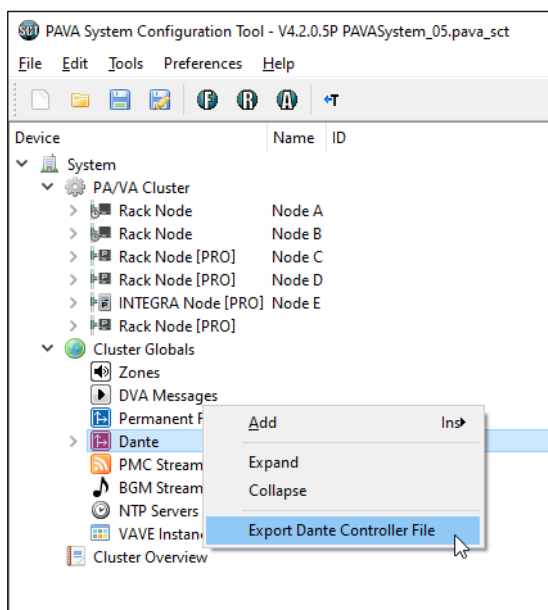 PAVA System Configuration Tool - V4.2.0.5P PAVASystem_05.pava_sct
File Edit Tools Preferences Help
F R A T
Device Name ID
System
PA/VA Cluster
Rack Node Node A
Rack Node Node B
Rack Node [PRO] Node C
Rack Node [PRO] Node D
INTEGRA Node [PRO] Node E
Rack Node [PRO]
Cluster Globals
Zones
DVA Messages
Permanent
Add Ins
Dante
Expand
PMC Stream
Collapse
BGM Stream
NTP Servers
Export Dante Controller File
VAVE Instan
Cluster Overview